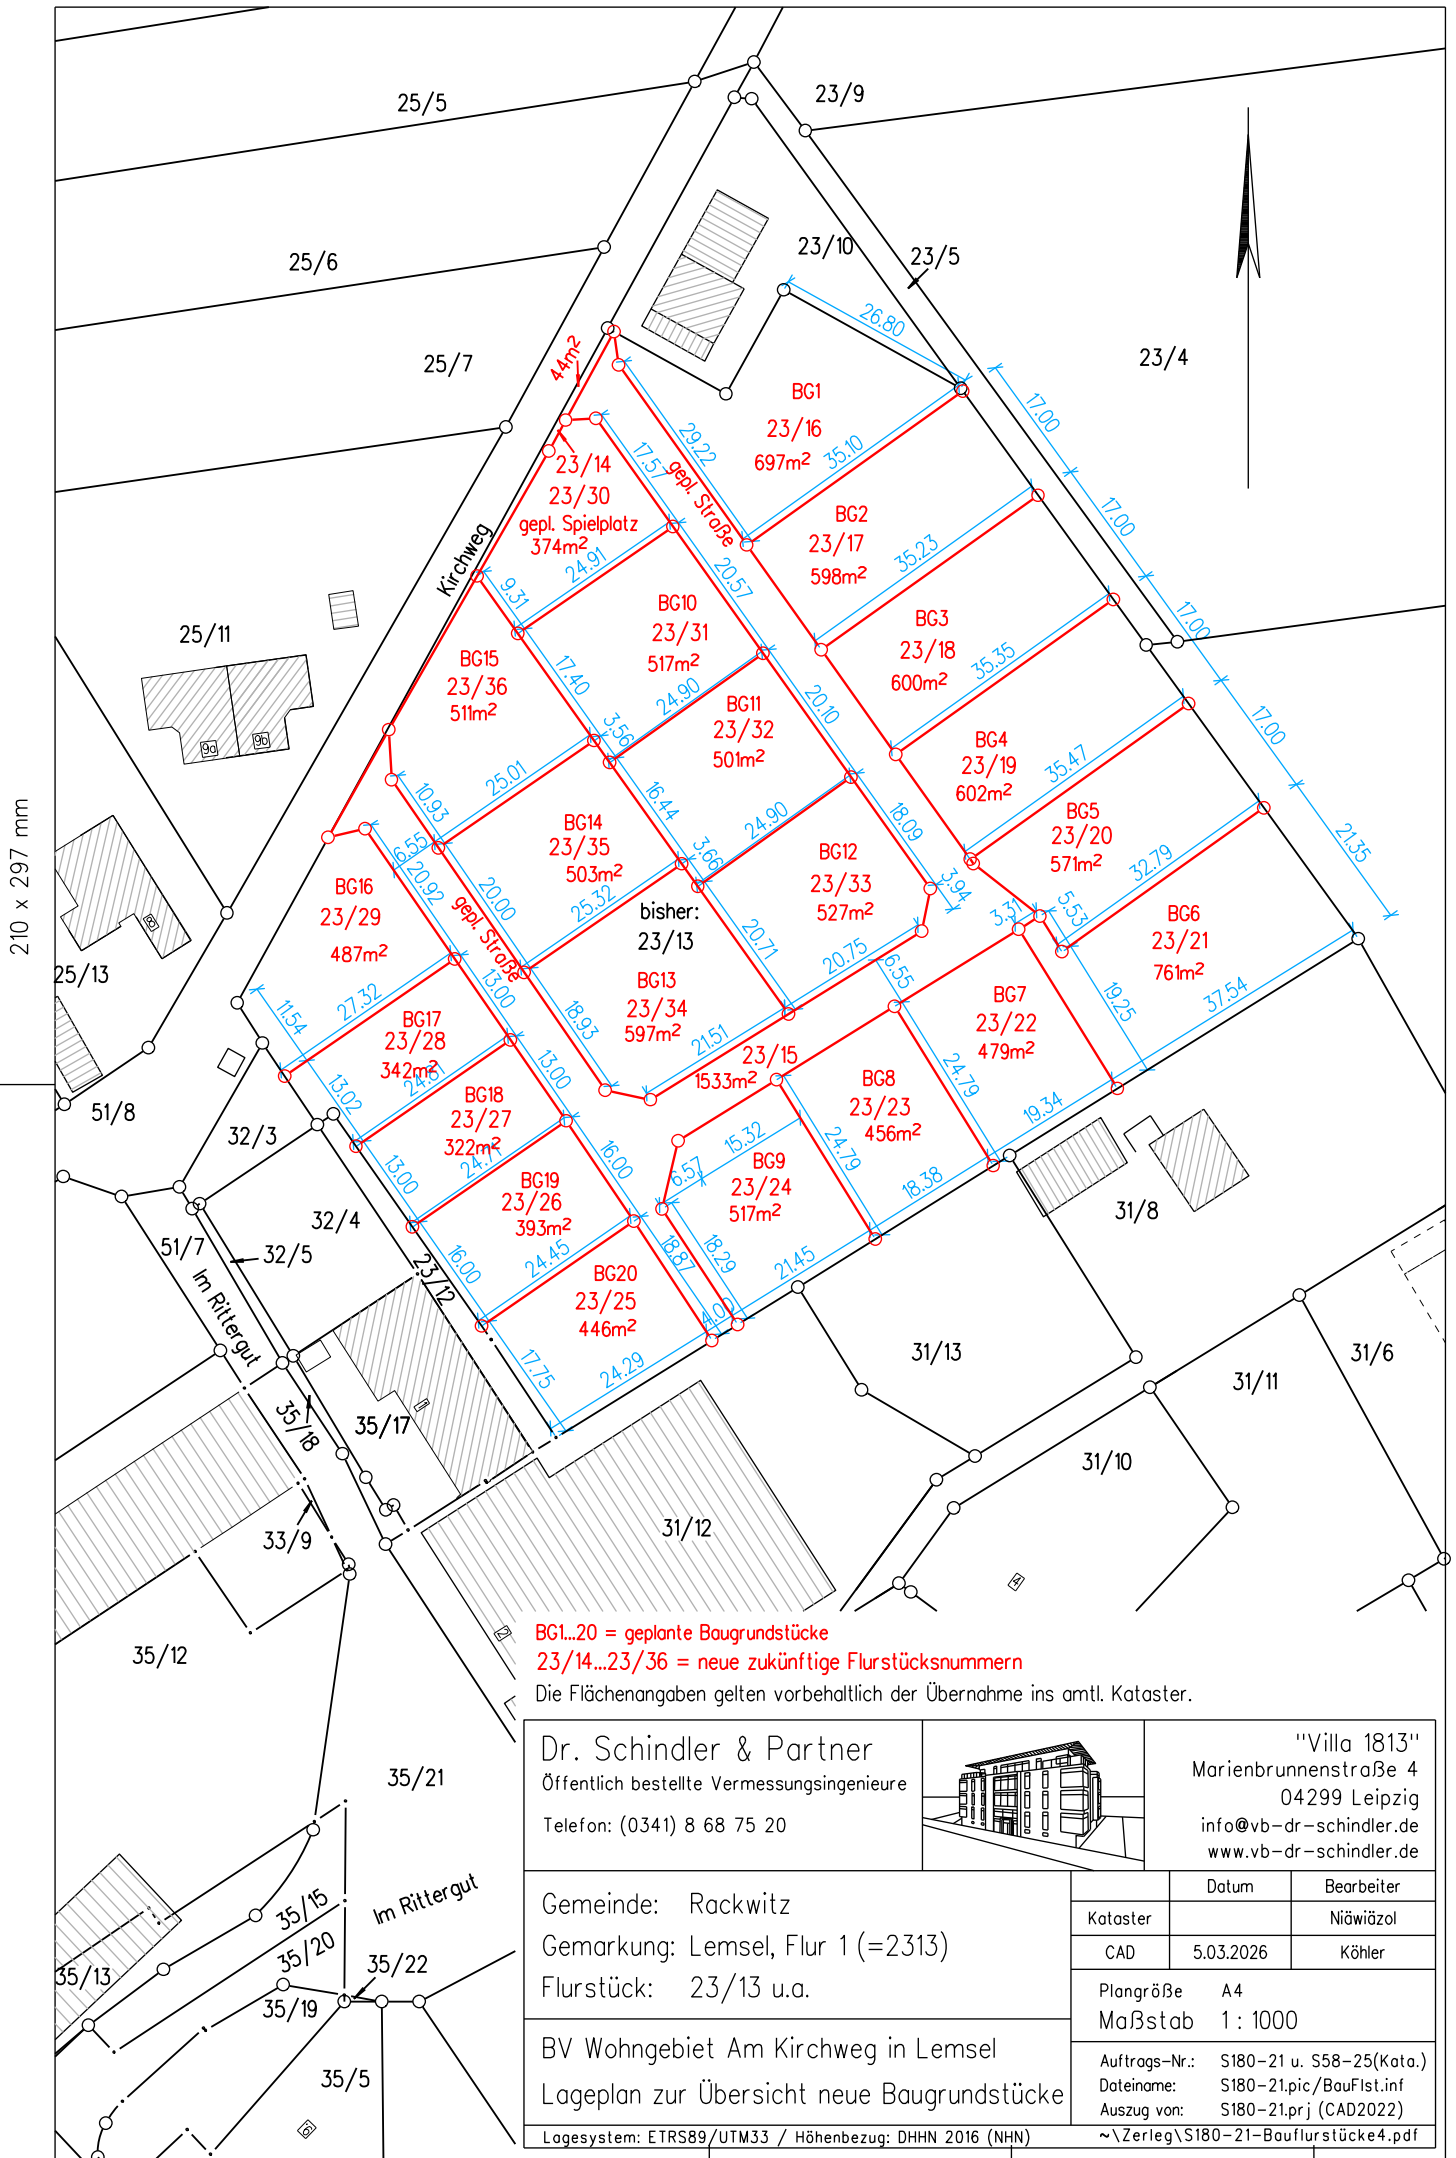 25/5
23/9
25/6
23/10
23/5
26.80
23/4
25/7
44m²
BG1
23/16
697m²
29.22
35.10
17.00
gepl. Straße
17.57
23/14
23/30
gepl. Spielplatz
374m²
24.91
BG2
23/17
598m²
35.23
17.00
Kirchweg
9.31
20.57
BG10
23/31
517m²
BG3
23/18
600m²
35.35
17.00
25/11
9a
9b
BG15
23/36
511m²
17.40
3.56
24.90
BG11
23/32
501m²
20.10
BG4
23/19
602m²
35.47
17.00
10.93
25.01
16.44
BG14
23/35
503m²
3.66
24.90
18.09
BG5
23/20
571m²
32.79
21.35
210 x 297 mm
6.55
20.92
BG16
23/29
487m²
gepl. Straße
20.00
25.32
bisher:
23/13
BG12
23/33
527m²
3.94
3.31
5.53
BG6
23/21
761m²
37.54
25/13
11.54
27.32
13.00
20.71
20.75
6.55
BG7
23/22
479m²
19.25
BG13
23/34
597m²
18.93
21.51
BG17
23/28
342m²
23/15
1533m²
24.79
19.34
51/8
32/3
13.02
BG18
23/27
322m²
13.00
BG8
23/23
456m²
24.79
18.38
32/4
13.00
BG19
23/26
393m²
16.00
6.57
15.32
BG9
23/24
517m²
31/8
51/7
32/5
Im Rittergut
23/12
16.00
24.45
18.87
18.29
21.45
BG20
23/25
446m²
4.00
17.75
24.29
31/13
31/6
31/11
35/18
35/17
1
31/10
33/9
31/12
4
2
35/12
BG1...20 = geplante Baugrundstücke
23/14...23/36 = neue zukünftige Flurstücksnummern
Die Flächenangaben gelten vorbehaltlich der Übernahme ins amtl. Kataster.
35/21
Dr. Schindler & Partner
Öffentlich bestellte Vermessungsingenieure
Telefon: (0341) 8 68 75 20
"Villa 1813"
Marienbrunnenstraße 4
04299 Leipzig
info@vb-dr-schindler.de
www.vb-dr-schindler.de
35/15
Im Rittergut
35/20
35/22
35/13
35/19
35/5
Gemeinde: Rackwitz
Gemarkung: Lemsel, Flur 1 (=2313)
Flurstück: 23/13 u.a.
Datum Bearbeiter
Kataster Niäwiäzol
CAD 5.03.2026 Köhler
Plangröße A4
Maßstab 1 : 1000
BV Wohngebiet Am Kirchweg in Lemsel
Lageplan zur Übersicht neue Baugrundstücke
Auftrags-Nr.: S180-21 u. S58-25(Kata.)
Dateiname: S180-21.pic/BauFlst.inf
Auszug von: S180-21.prj (CAD2022)
Lagesystem: ETRS89/UTM33 / Höhenbezug: DHHN 2016 (NHN)
~\Zerleg\S180-21-Bauflurstücke4.pdf